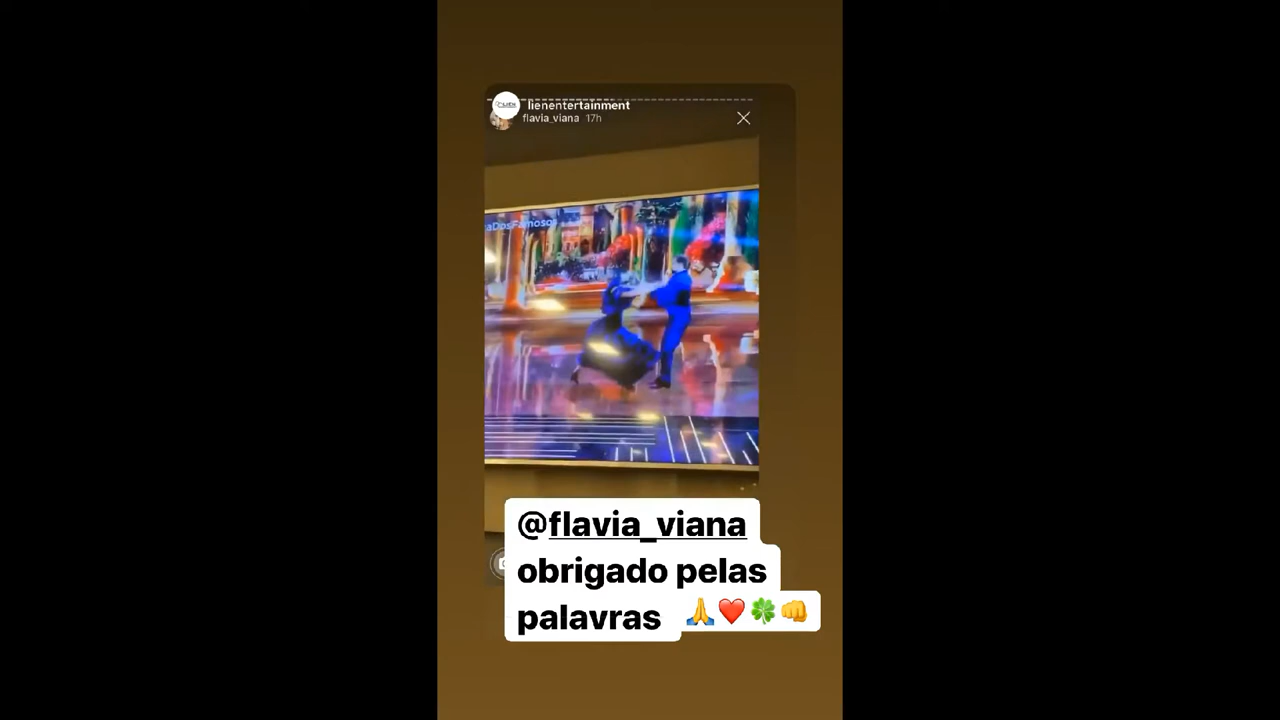 lienentertainment
flavia_viana 17h
aDosFamosos
@flavia_viana
obrigado pelas
palavras 🙏❤️🍀👊